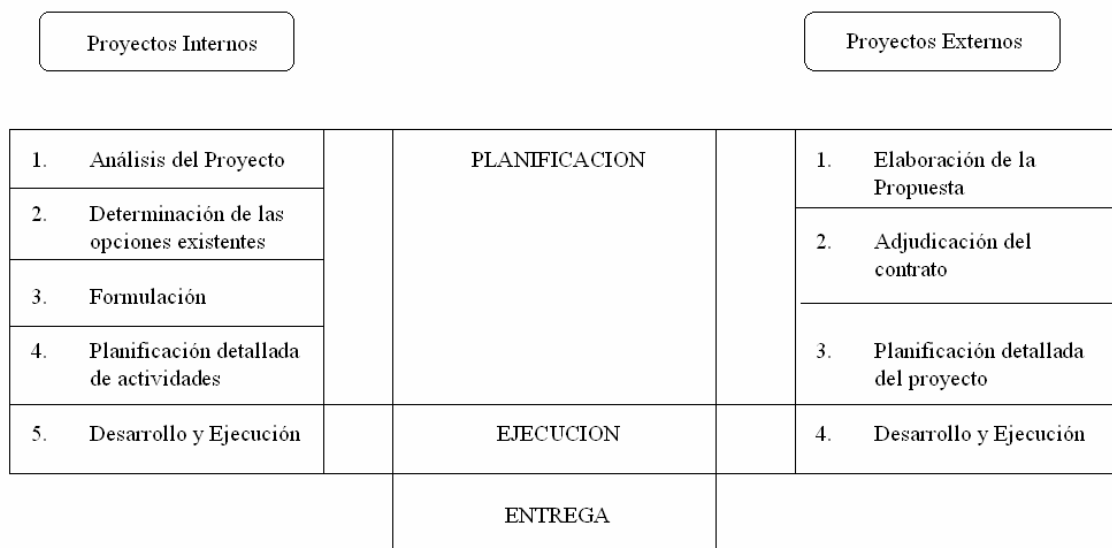 Proyectos Internos
Proyectos Externos
1. Análisis del Proyecto
2. Determinación de las
opciones existentes
3. Formulación
4. Planificación detallada
de actividades
5. Desarrollo y Ejecución
PLANIFICACION
EJECUCION
ENTREGA
1. Elaboración de la
Propuesta
2. Adjudicación del
contrato
3. Planificación detallada
del proyecto
4. Desarrollo y Ejecución